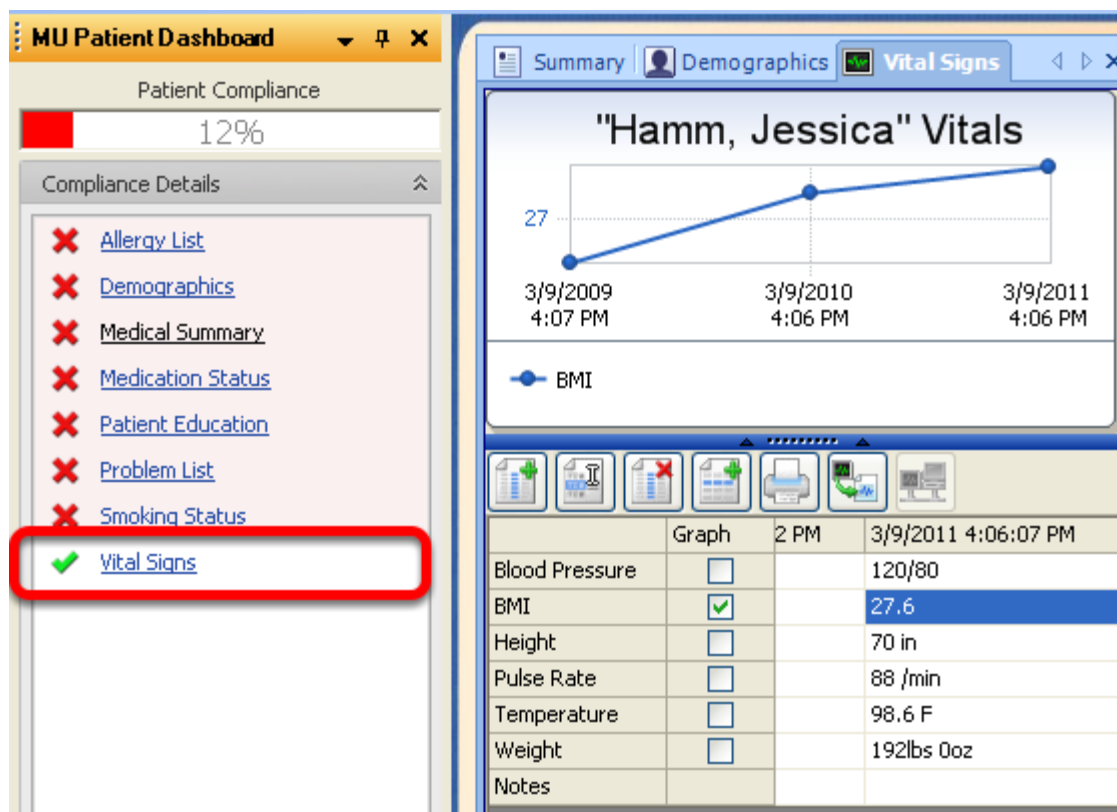 MU Patient Dashboard
Patient Compliance
12%
Compliance Details
Allergy List
Demographics
Medical Summary
Medication Status
Patient Education
Problem List
Smoking Status
Vital Signs
Summary Demographics Vital Signs
"Hamm, Jessica" Vitals
27
3/9/2009 3/9/2010 3/9/2011
4:07 PM 4:06 PM 4:06 PM
BMI
Graph 2 PM 3/9/2011 4:06:07 PM
Blood Pressure 120/80
BMI 27.6
Height 70 in
Pulse Rate 88 /min
Temperature 98.6 F
Weight 192lbs 0oz
Notes